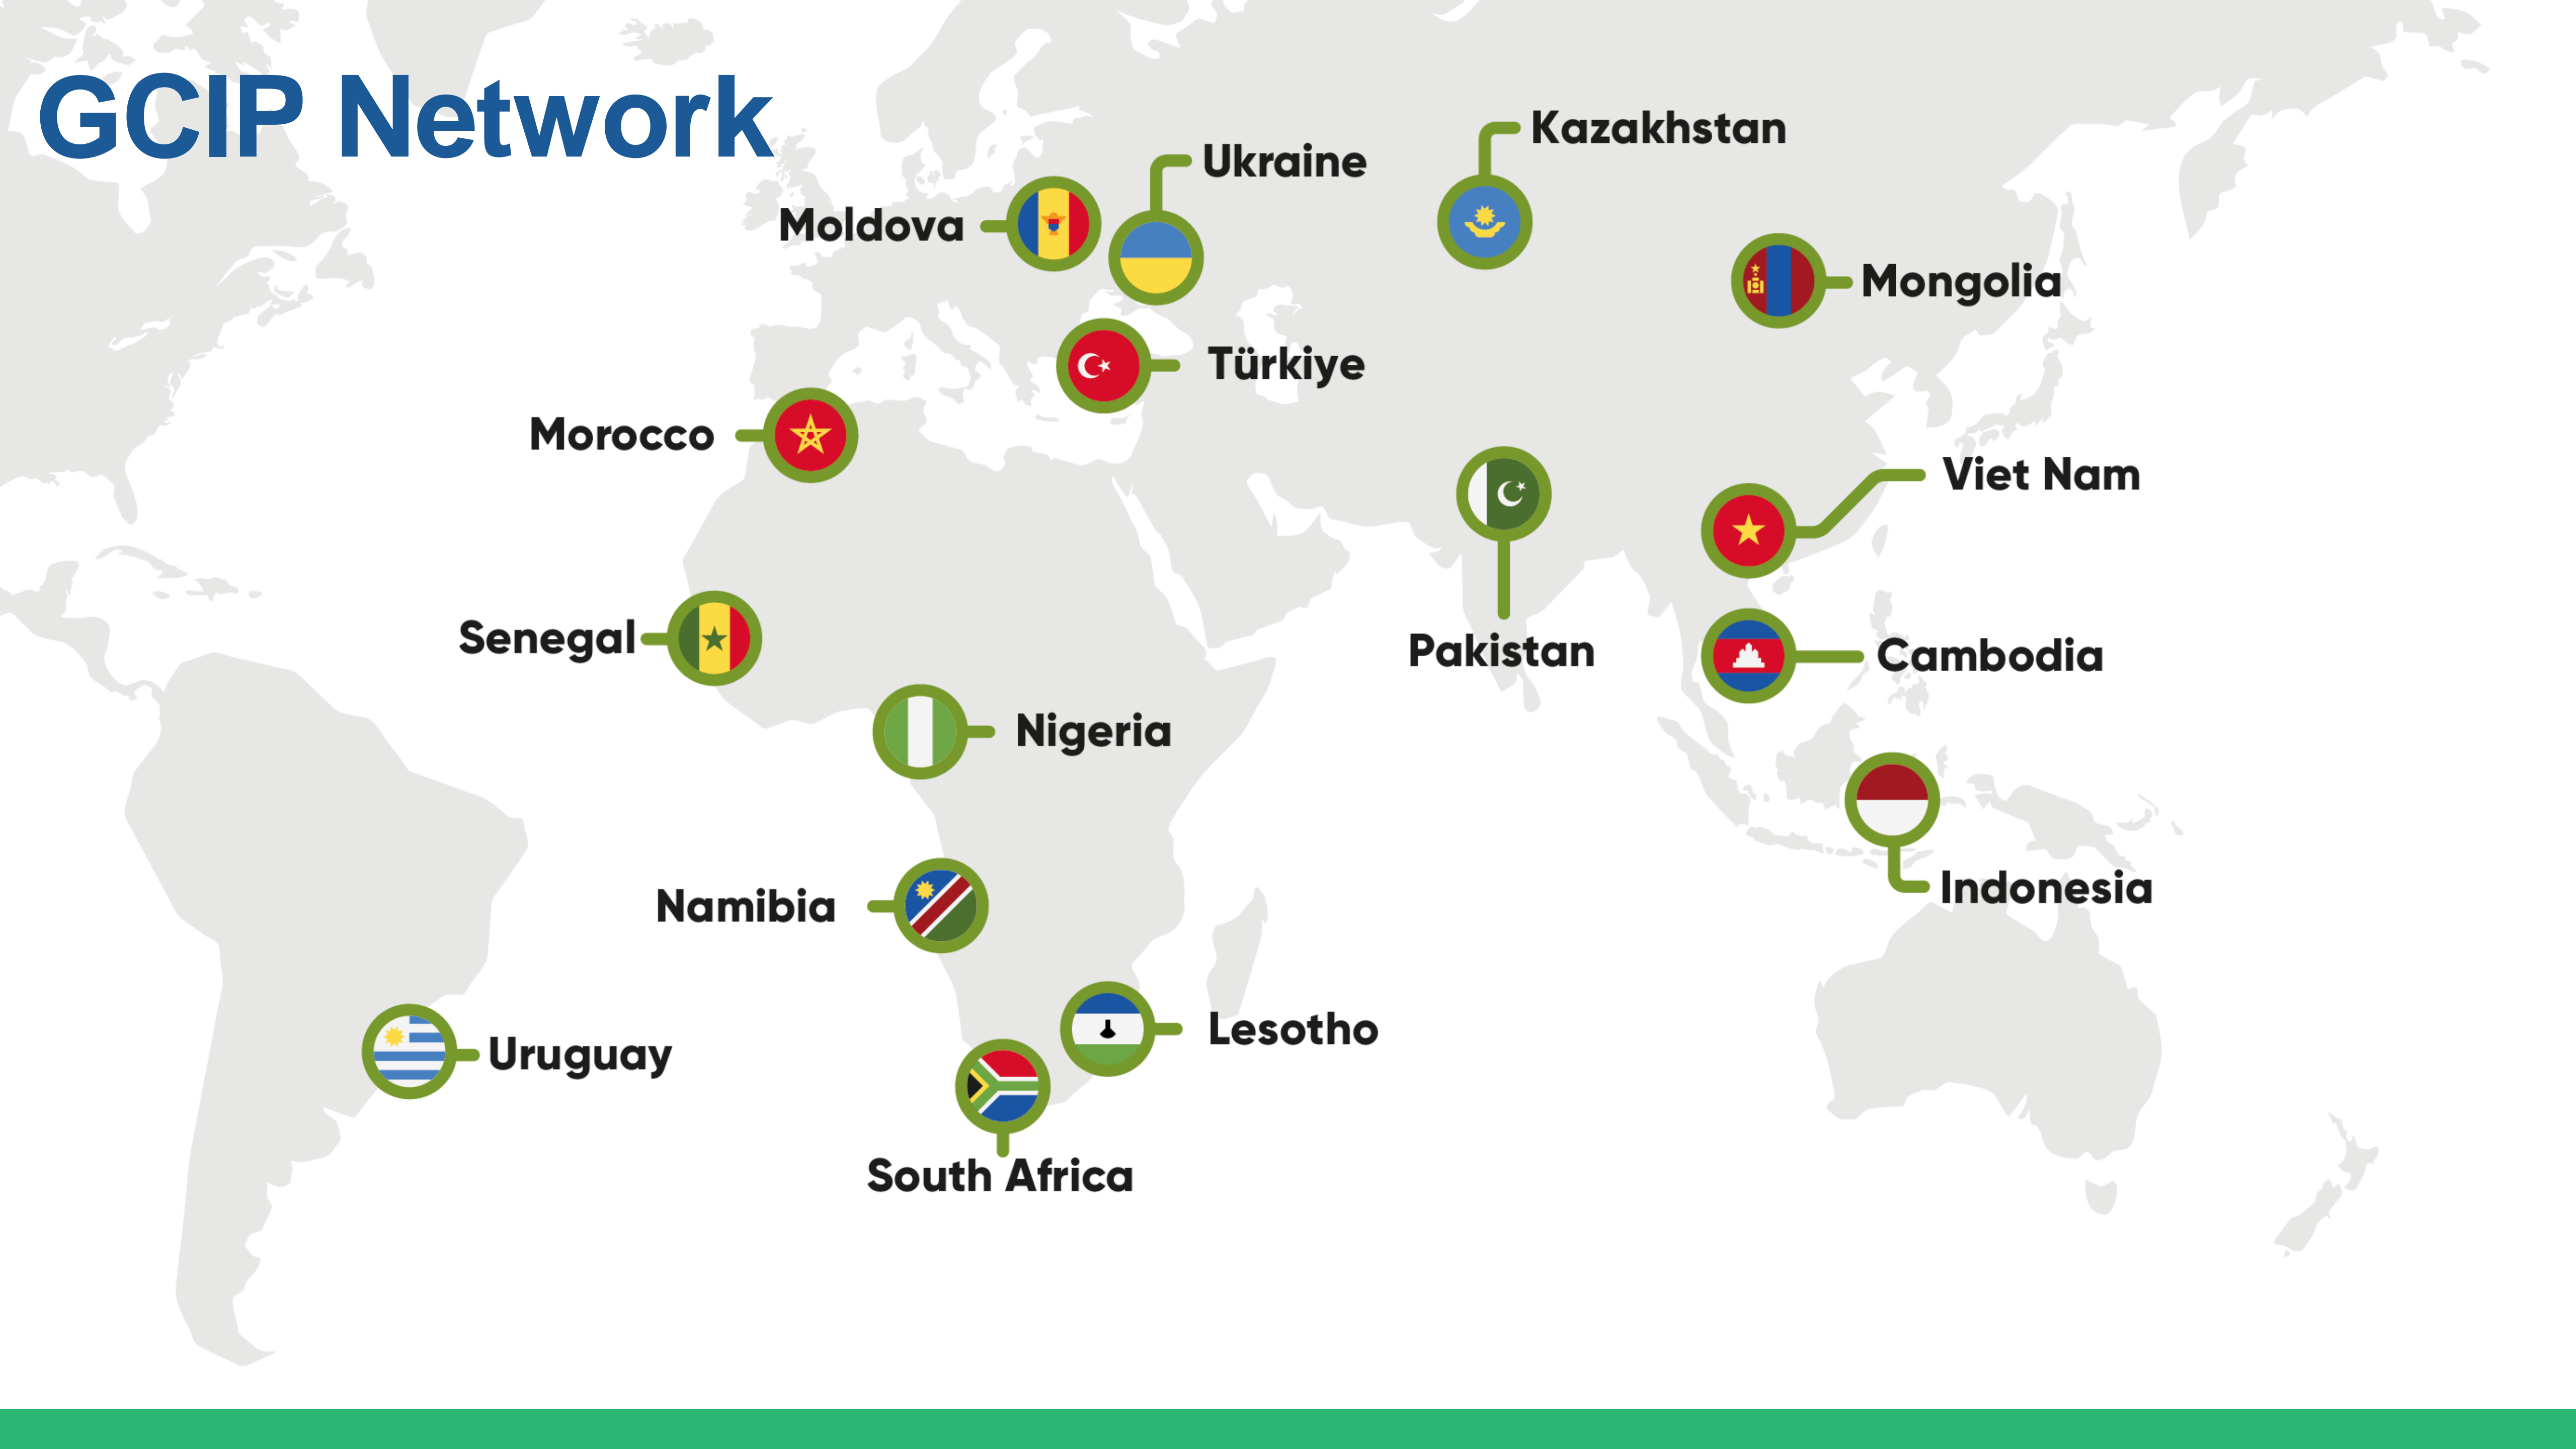 GCIP Network
Kazakhstan
Ukraine
Moldova
Mongolia
Türkiye
Morocco
Viet Nam
Senegal
Pakistan
Cambodia
Nigeria
Indonesia
Namibia
Lesotho
Uruguay
South Africa